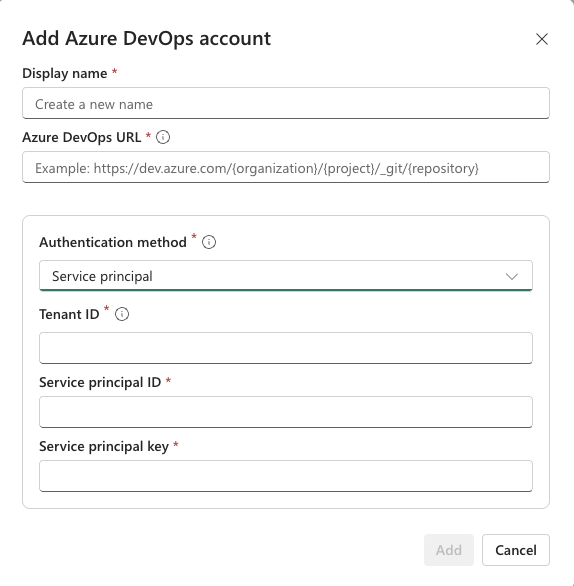 Add Azure DevOps account
Display name *
Create a new name
Azure DevOps URL *
Example: https://dev.azure.com/{organization}/{project}/_git/{repository}
Authentication method *
Service principal
Tenant ID *
Service principal ID *
Service principal key *
Add Cancel